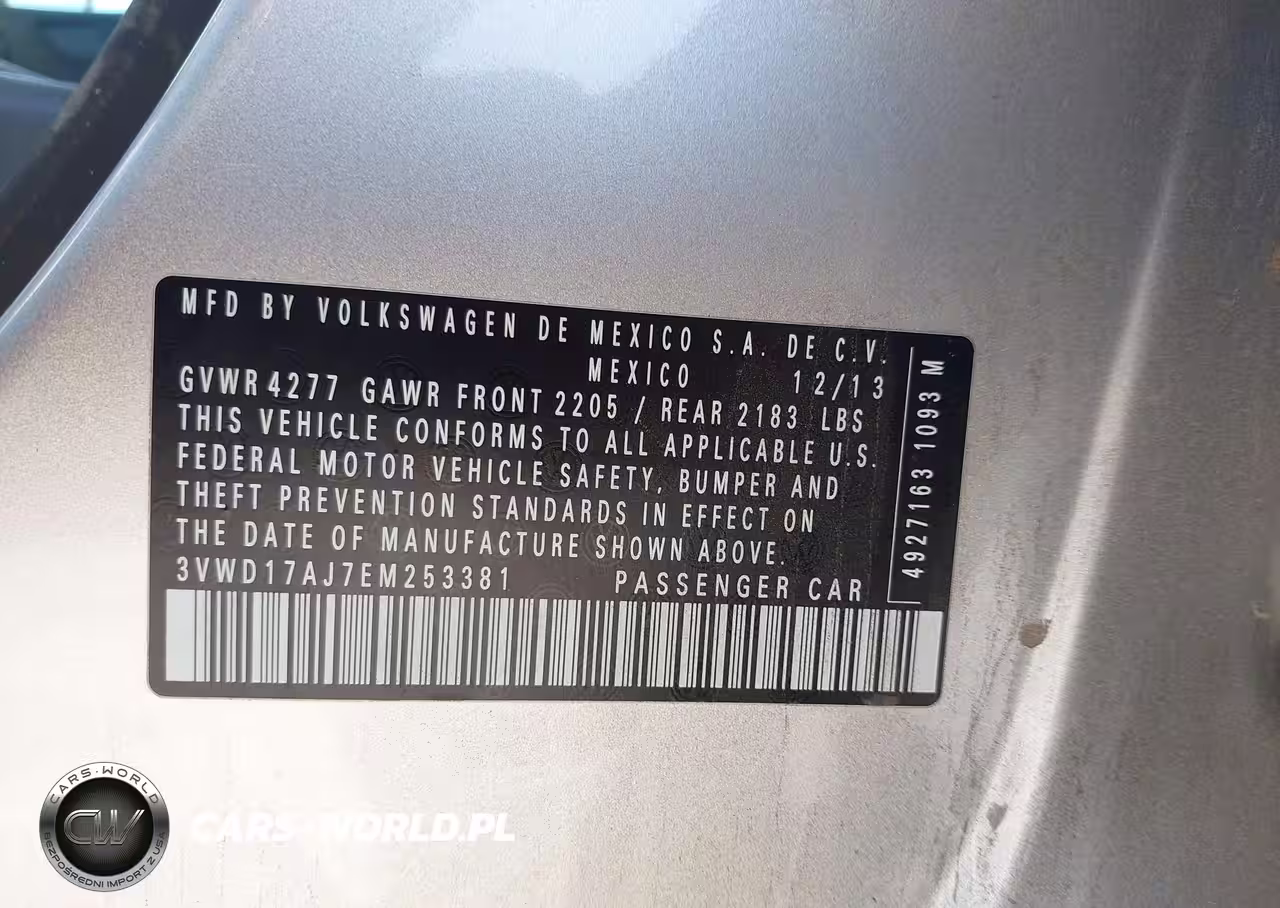 MFD BY VOLKSWAGEN DE MEXICO S.A. DE C.V.
MEXICO 12/13
GVWR 4277 GAWR FRONT 2205 / REAR 2183 LBS
THIS VEHICLE CONFORMS TO ALL APPLICABLE U.S.
FEDERAL MOTOR VEHICLE SAFETY, BUMPER AND
THEFT PREVENTION STANDARDS IN EFFECT ON
THE DATE OF MANUFACTURE SHOWN ABOVE.
3VWD17AJ7EM253381 PASSENGER CAR
4927163 1093 M
CARS-WORLD
CW
BEZPOŚREDNI IMPORT Z USA
CARS-WORLD.PL